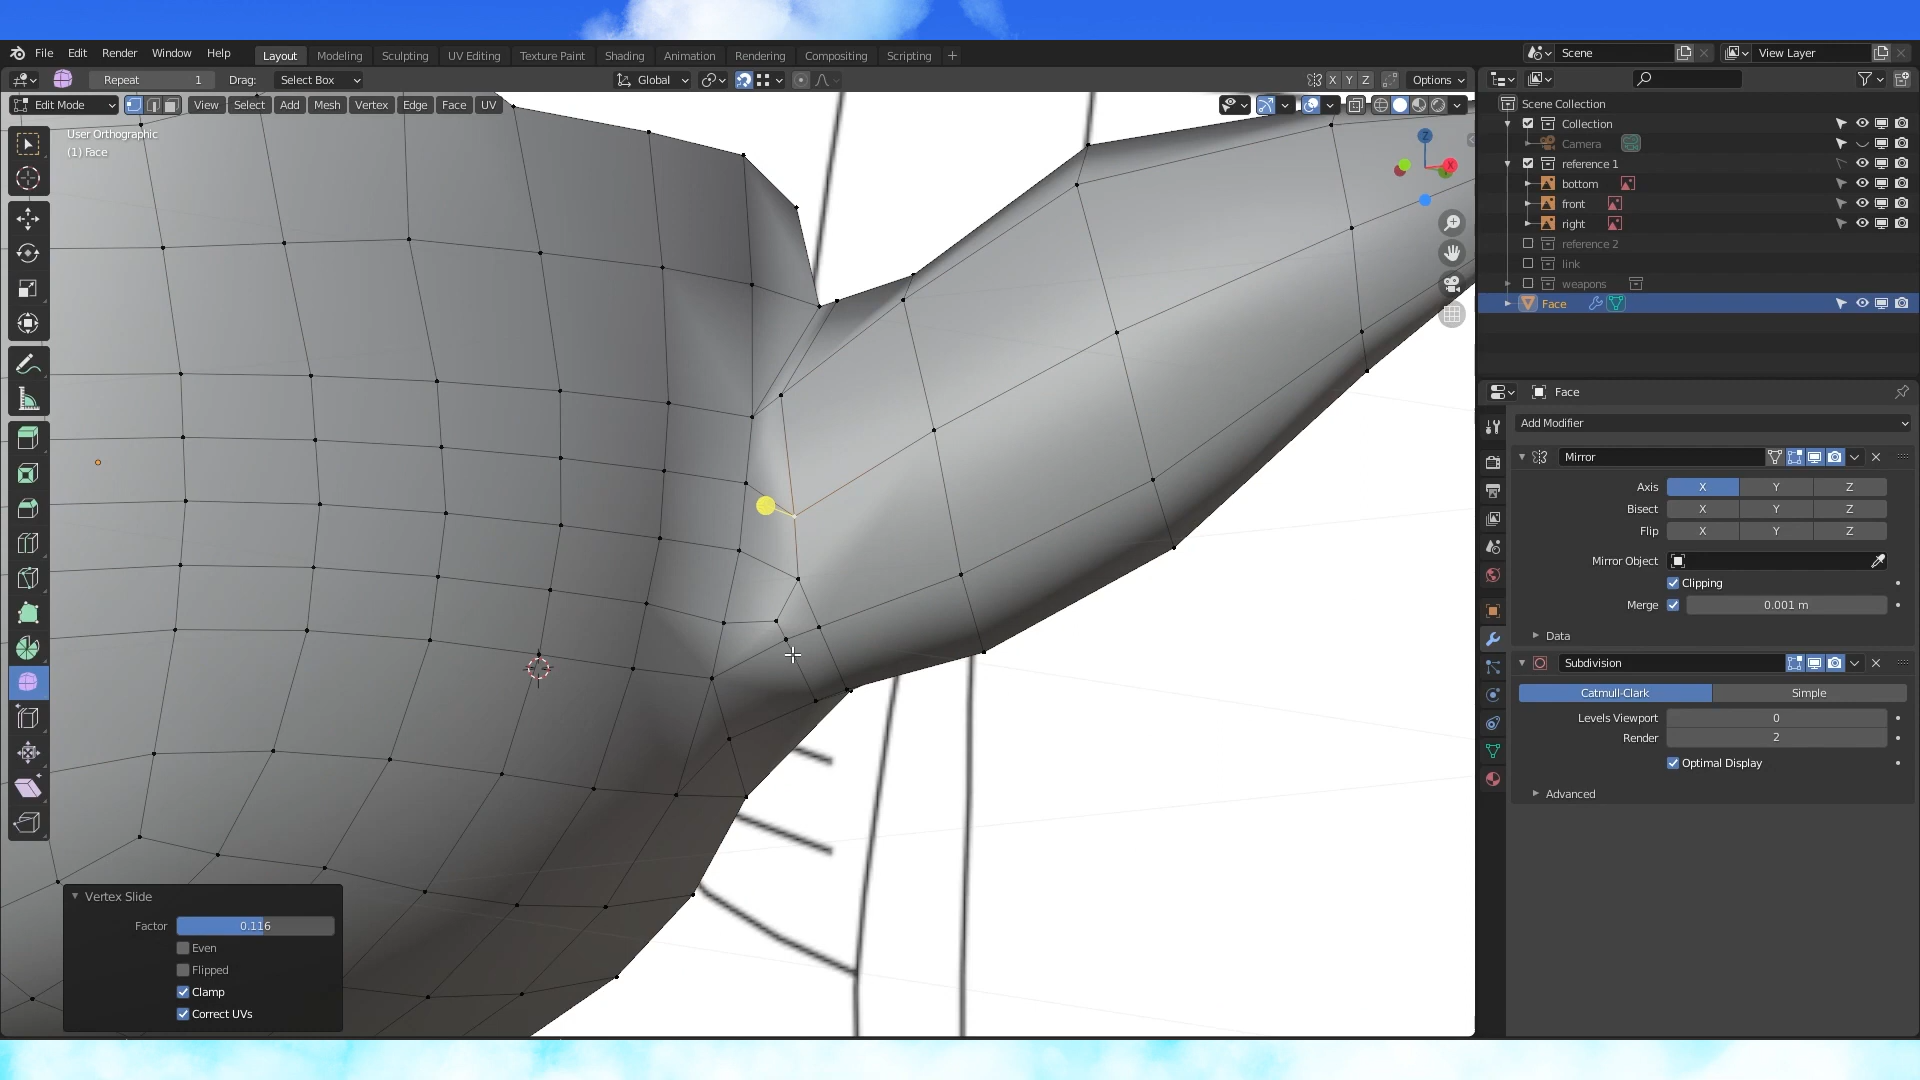 File Edit Render Window Help Layout Modeling Sculpting UV Editing Texture Paint Shading Animation Rendering Compositing Scripting + Scene View Layer
Repeat 1 Drag: Select Box Global X Y Z Options
Edit Mode View Select Add Mesh Vertex Edge Face UV
User Orthographic
(1) Face
Z
X
Scene Collection
Collection
Camera
reference 1
bottom
front
right
reference 2
link
weapons
Face
Face
Add Modifier
Mirror
Axis X Y Z
Bisect X Y Z
Flip X Y Z
Mirror Object
Clipping
Merge 0.001 m
Data
Subdivision
Catmull-Clark Simple
Levels Viewport 0
Render 2
Optimal Display
Advanced
Vertex Slide
Factor 0.116
Even
Flipped
Clamp
Correct UVs